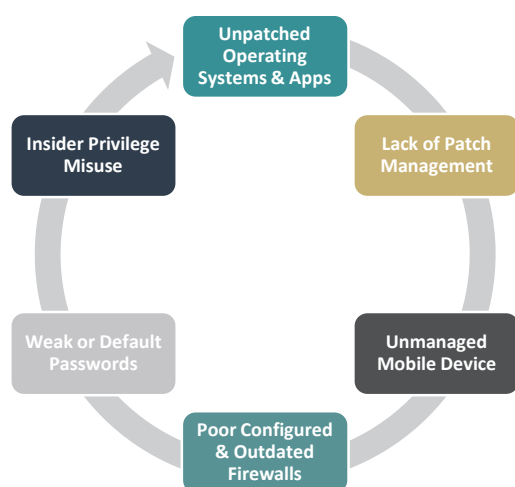 Unpatched
Operating
Systems & Apps
Lack of Patch
Management
Unmanaged
Mobile Device
Poor Configured
& Outdated
Firewalls
Weak or Default
Passwords
Insider Privilege
Misuse